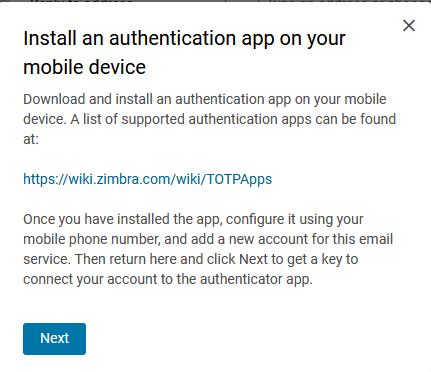 Install an authentication app on your
mobile device
Download and install an authentication app on your mobile
device. A list of supported authentication apps can be found
at:
https://wiki.zimbra.com/wiki/TOTPApps
Once you have installed the app, configure it using your
mobile phone number, and add a new account for this email
service. Then return here and click Next to get a key to
connect your account to the authenticator app.
Next